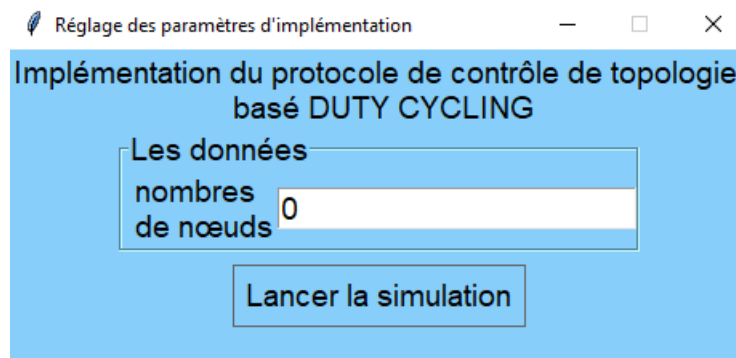 Réglage des paramètres d'implémentation
Implémentation du protocole de contrôle de topologie
basé DUTY CYCLING
Les données
nombres
de nœuds
0
Lancer la simulation